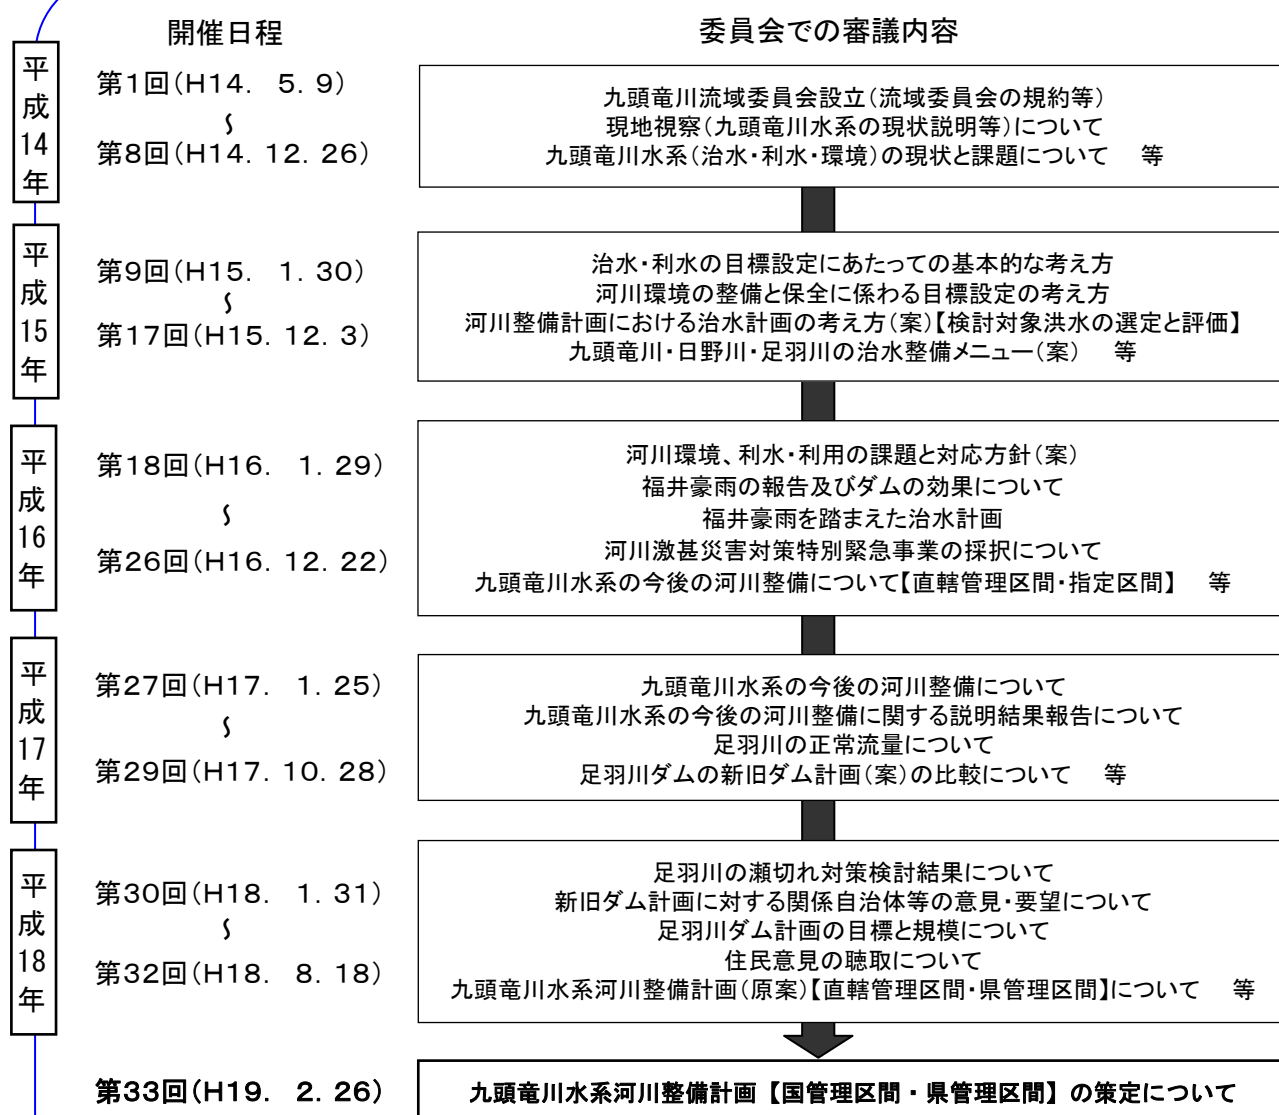 開催日程
委員会での審議内容
平成14年
第1回(H14. 5. 9)
~
第8回(H14. 12. 26)
九頭竜川流域委員会設立(流域委員会の規約等)
現地視察(九頭竜川水系の現状説明等)について
九頭竜川水系(治水・利水・環境)の現状と課題について 等
平成15年
第9回(H15. 1. 30)
~
第17回(H15. 12. 3)
治水・利水の目標設定にあたっての基本的な考え方
河川環境の整備と保全に係わる目標設定の考え方
河川整備計画における治水計画の考え方(案)【検討対象洪水の選定と評価】
九頭竜川・日野川・足羽川の治水整備メニュー(案) 等
平成16年
第18回(H16. 1. 29)
~
第26回(H16. 12. 22)
河川環境、利水・利用の課題と対応方針(案)
福井豪雨の報告及びダムの効果について
福井豪雨を踏まえた治水計画
河川激甚災害対策特別緊急事業の採択について
九頭竜川水系の今後の河川整備について【直轄管理区間・指定区間】 等
平成17年
第27回(H17. 1. 25)
~
第29回(H17. 10. 28)
九頭竜川水系の今後の河川整備について
九頭竜川水系の今後の河川整備に関する説明結果報告について
足羽川の正常流量について
足羽川ダムの新旧ダム計画(案)の比較について 等
平成18年
第30回(H18. 1. 31)
~
第32回(H18. 8. 18)
足羽川の瀬切れ対策検討結果について
新旧ダム計画に対する関係自治体等の意見・要望について
足羽川ダム計画の目標と規模について
住民意見の聴取について
九頭竜川水系河川整備計画(原案)【直轄管理区間・県管理区間】について 等
第33回(H19. 2. 26)
九頭竜川水系河川整備計画【国管理区間・県管理区間】の策定について